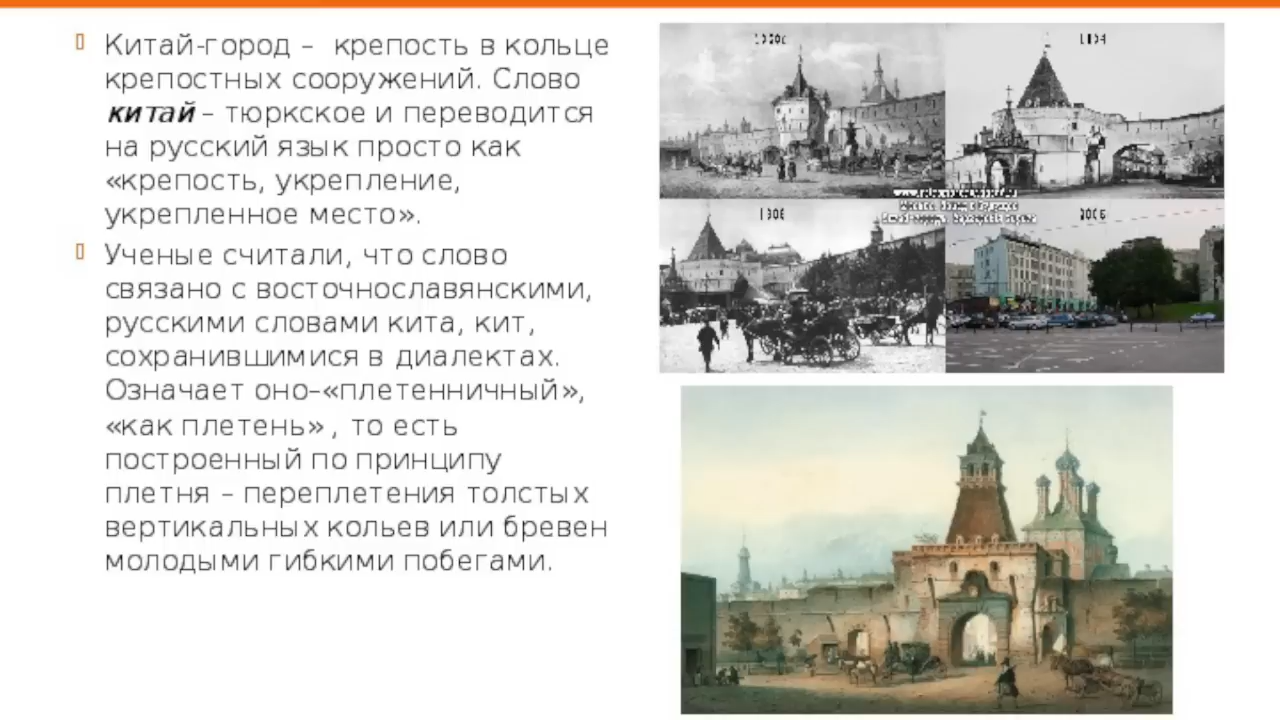 Китай-город – крепость в кольце
крепостных сооружений. Слово
китай – тюркское и переводится
на русский язык просто как
«крепость, укрепление,
укрепленное место».
Ученые считали, что слово
связано с восточнославянскими,
русскими словами кита, кит,
сохранившимися в диалектах.
Означает оно–«плетенничный»,
«как плетень» , то есть
построенный по принципу
плетня – переплетения толстых
вертикальных кольев или бревен
молодыми гибкими побегами.